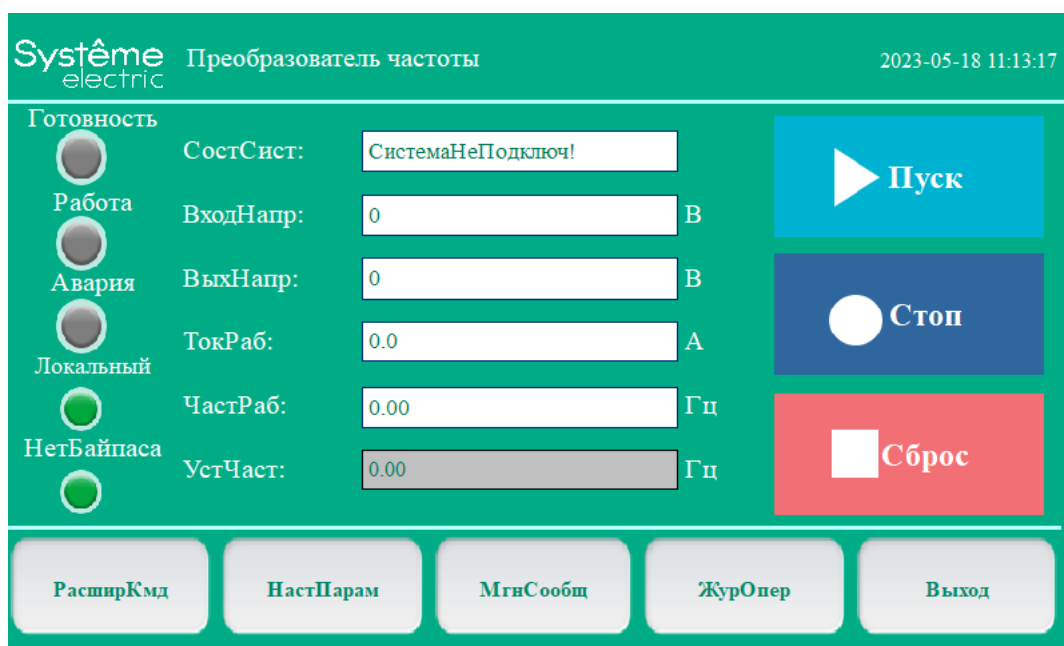 Système
electric
Преобразователь частоты
2023-05-18 11:13:17
Готовность
Работа
Авария
Локальный
НетБайпаса
СостСист: СистемаНеПодключ!
ВходНапр: 0 В
ВыхНапр: 0 В
ТокРаб: 0.0 А
ЧастРаб: 0.00 Гц
УстЧаст: 0.00 Гц
Пуск
Стоп
Сброс
РасширКмд
НастПарам
МгнСообщ
ЖурОпер
Выход